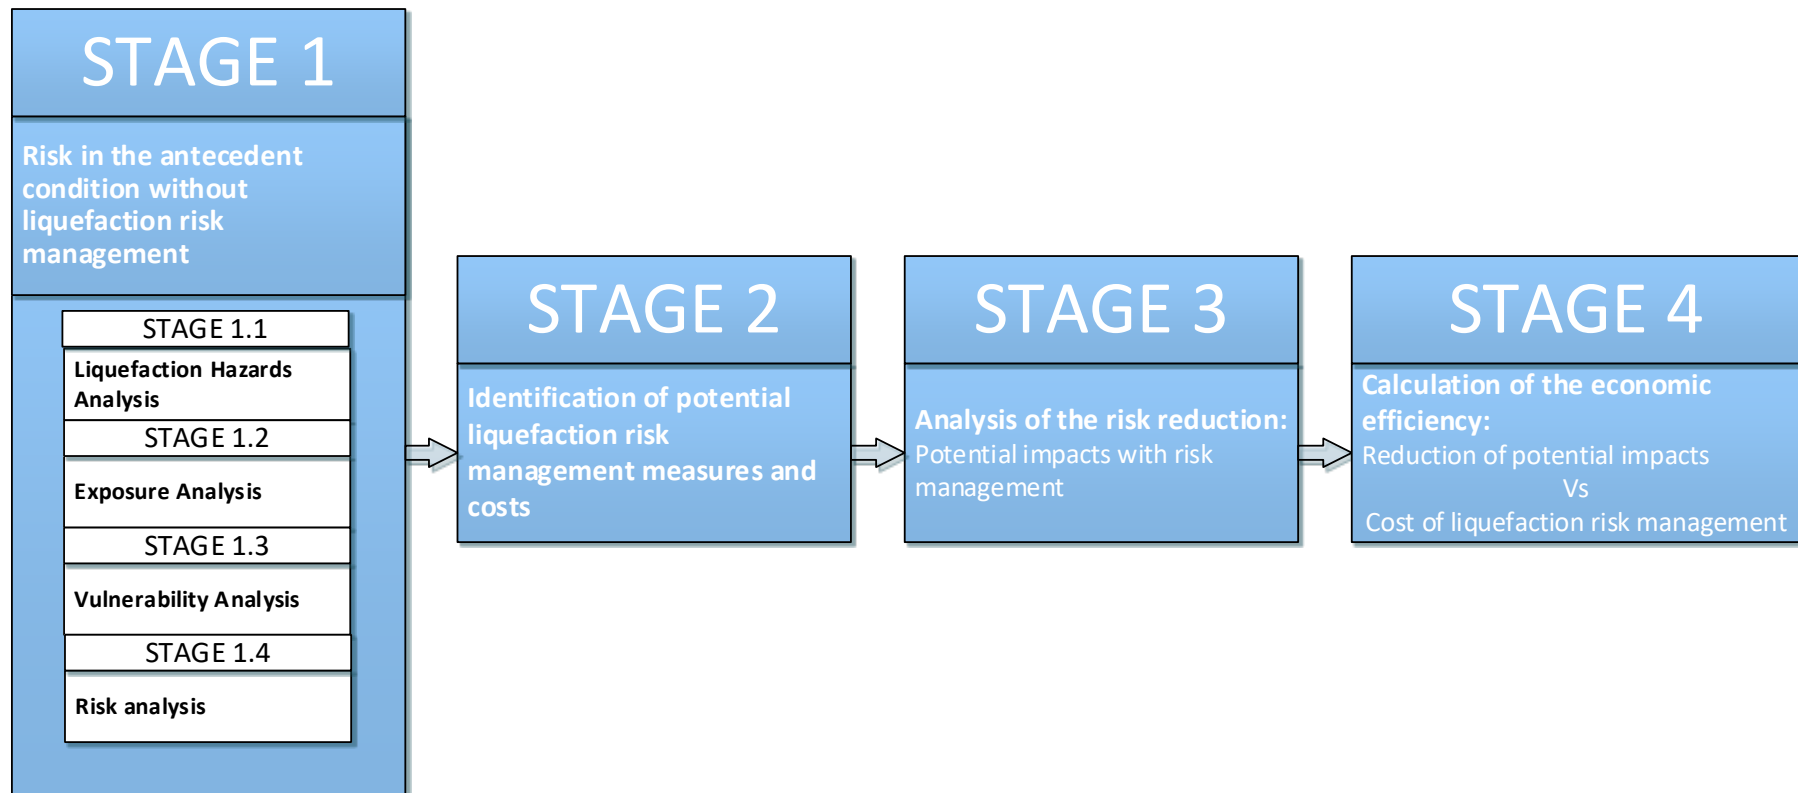 STAGE 1
Risk in the antecedent
condition without
liquefaction risk
management
STAGE 1.1
Liquefaction Hazards
Analysis
STAGE 1.2
Exposure Analysis
STAGE 1.3
Vulnerability Analysis
STAGE 1.4
Risk analysis
STAGE 2
Identification of potential
liquefaction risk
management measures and
costs
STAGE 3
Analysis of the risk reduction:
Potential impacts with risk
management
STAGE 4
Calculation of the economic
efficiency:
Reduction of potential impacts
Vs
Cost of liquefaction risk management